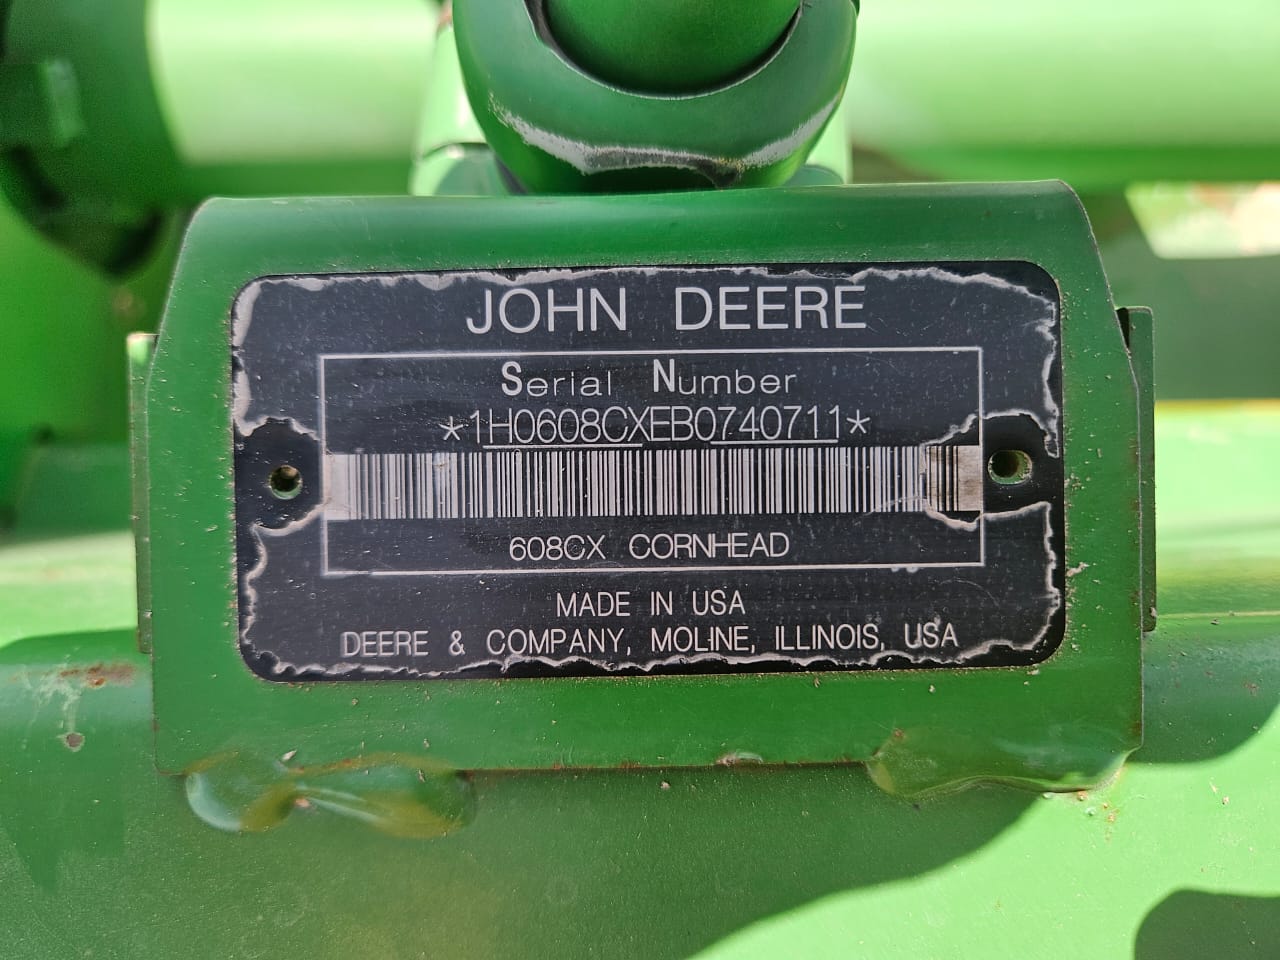 JOHN DEERE
Serial Number
*1H0608CXEB0740711*
608CX CORNHEAD
MADE IN USA
DEERE & COMPANY, MOLINE, ILLINOIS, USA